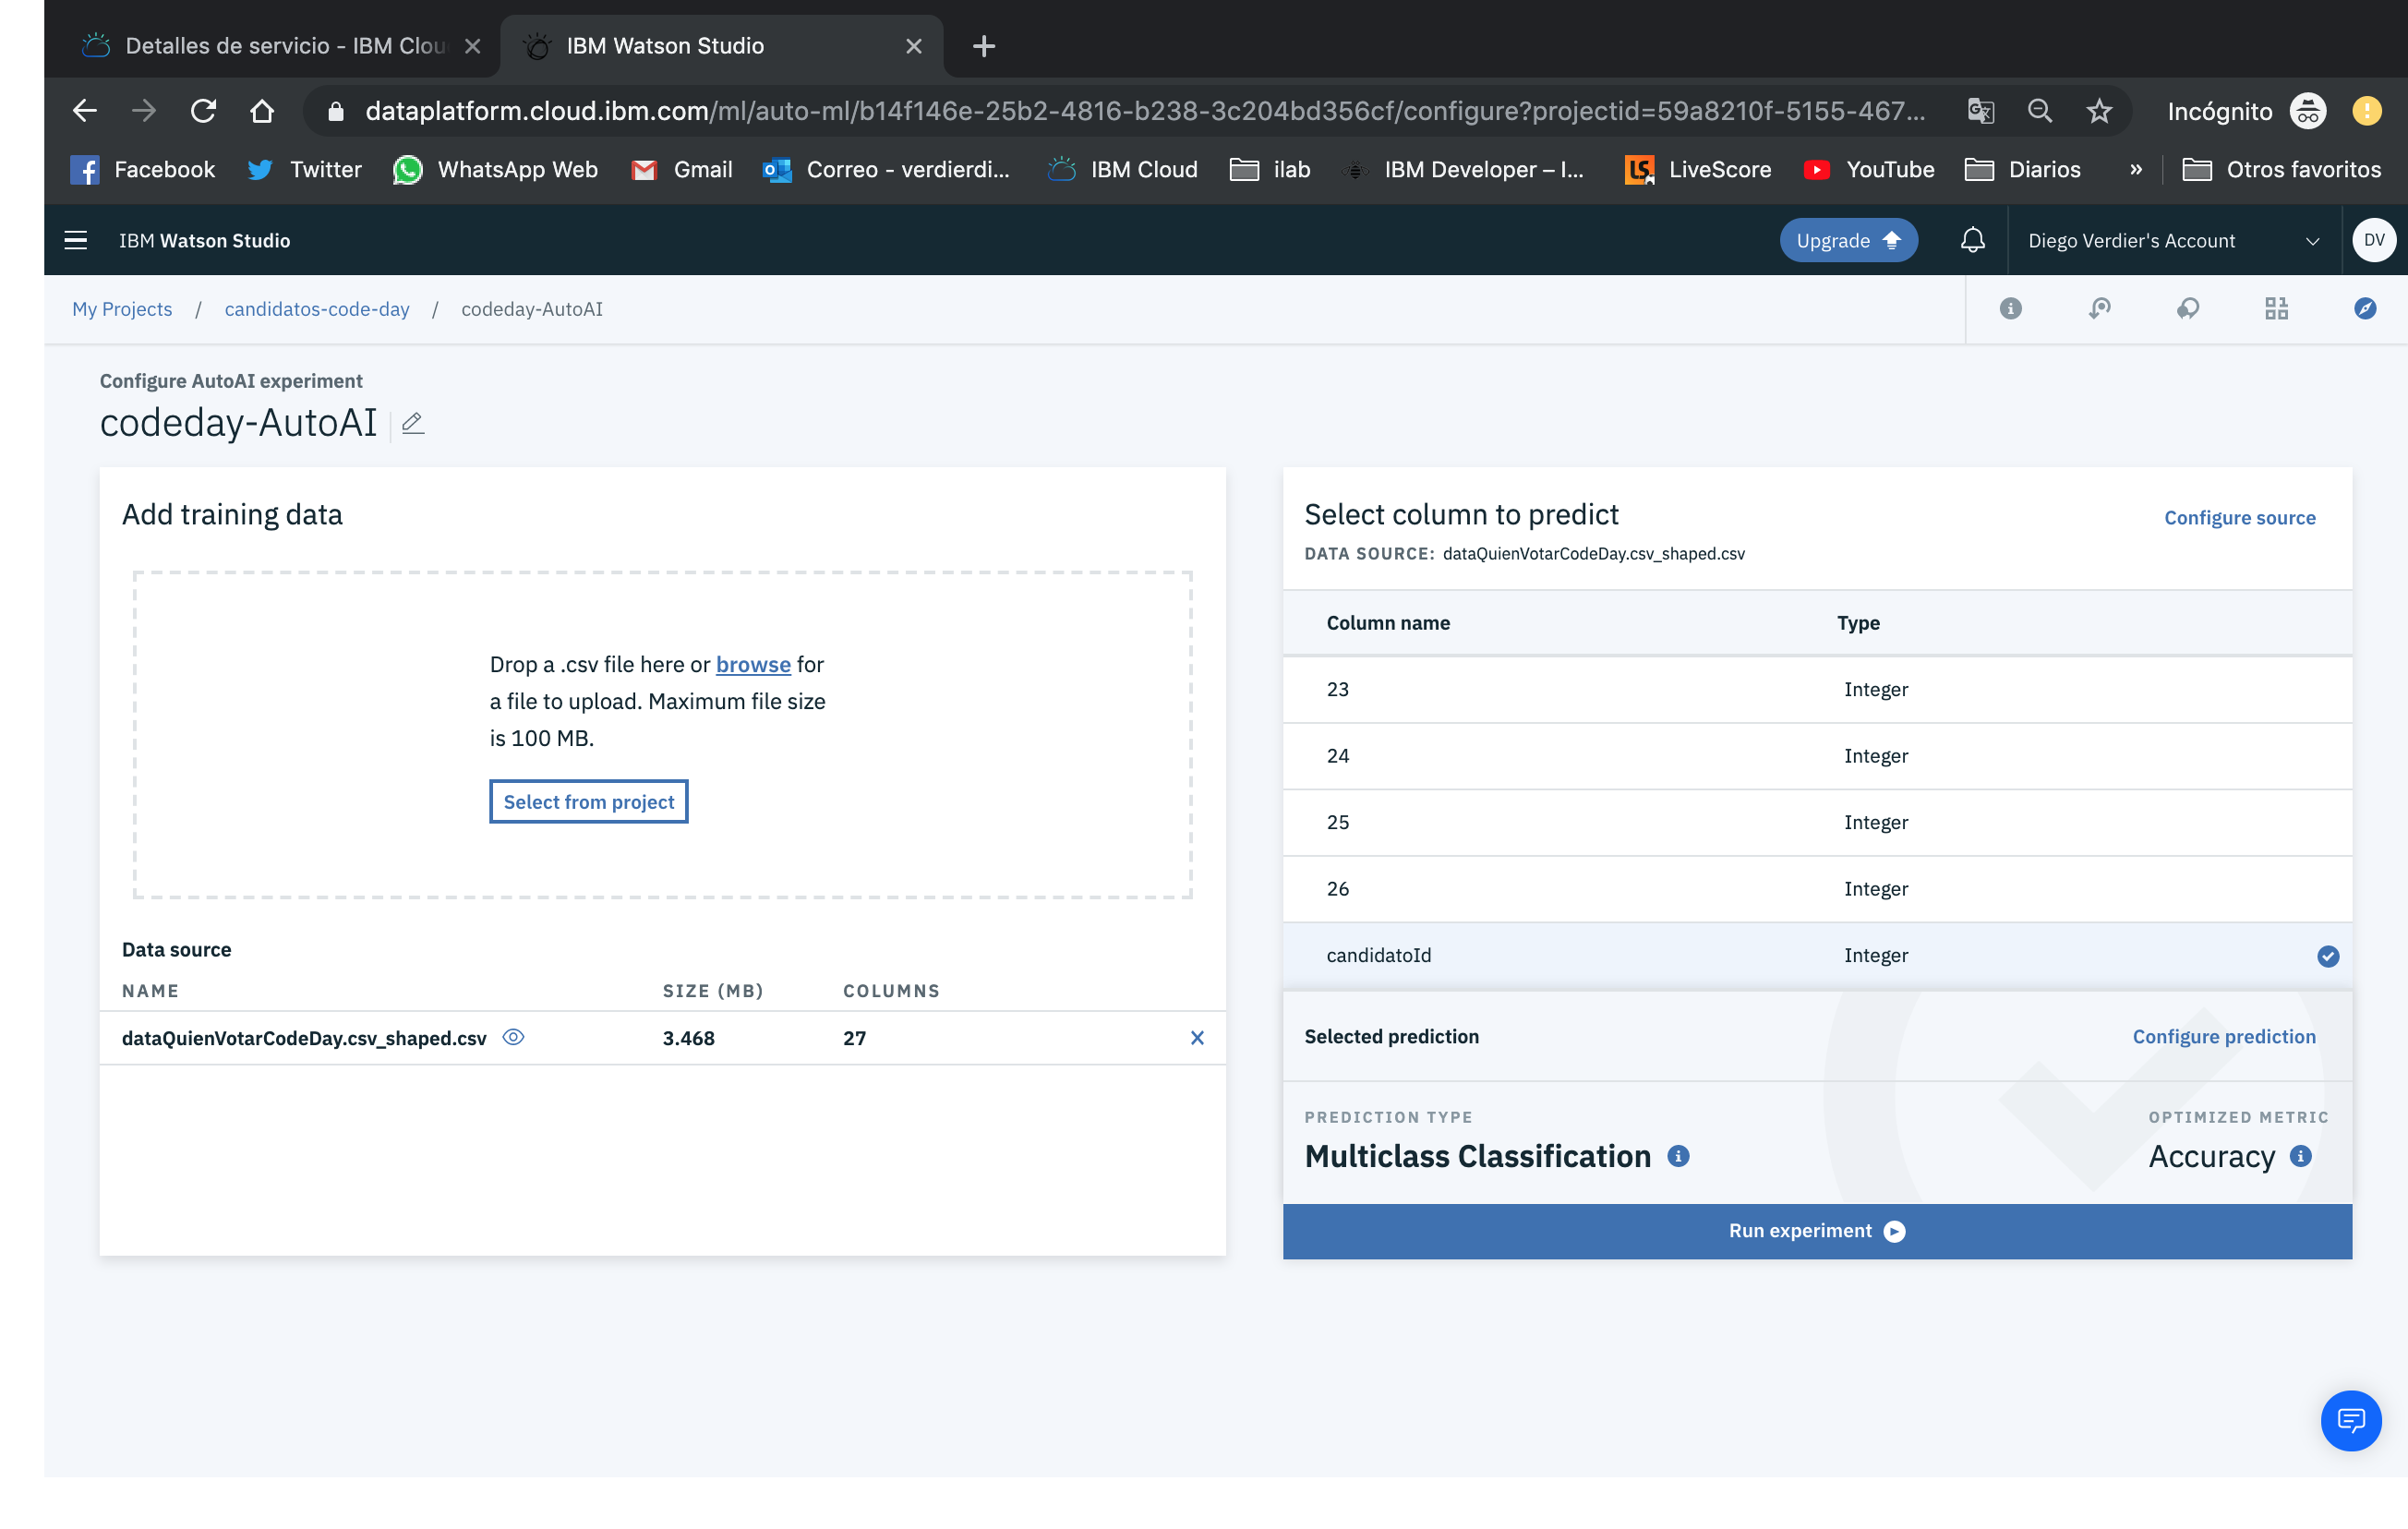 Detalles de servicio - IBM Clou
IBM Watson Studio
dataplatform.cloud.ibm.com/ml/auto-ml/b14f146e-25b2-4816-b238-3c204bd356cf/configure?projectid=59a8210f-5155-467...
Incógnito
Facebook
Twitter
WhatsApp Web
Gmail
Correo - verdierdi...
IBM Cloud
ilab
IBM Developer – I...
LiveScore
YouTube
Diarios
»
Otros favoritos
IBM Watson Studio
Upgrade
Diego Verdier's Account
DV
My Projects / candidatos-code-day / codeday-AutoAI
Configure AutoAI experiment
codeday-AutoAI
Add training data
Drop a .csv file here or browse for
a file to upload. Maximum file size
is 100 MB.
Select from project
Data source
NAME SIZE (MB) COLUMNS
dataQuienVotarCodeDay.csv_shaped.csv 3.468 27
Select column to predict
Configure source
DATA SOURCE: dataQuienVotarCodeDay.csv_shaped.csv
Column name Type
23 Integer
24 Integer
25 Integer
26 Integer
candidatoId Integer
Selected prediction
Configure prediction
PREDICTION TYPE
Multiclass Classification
OPTIMIZED METRIC
Accuracy
Run experiment